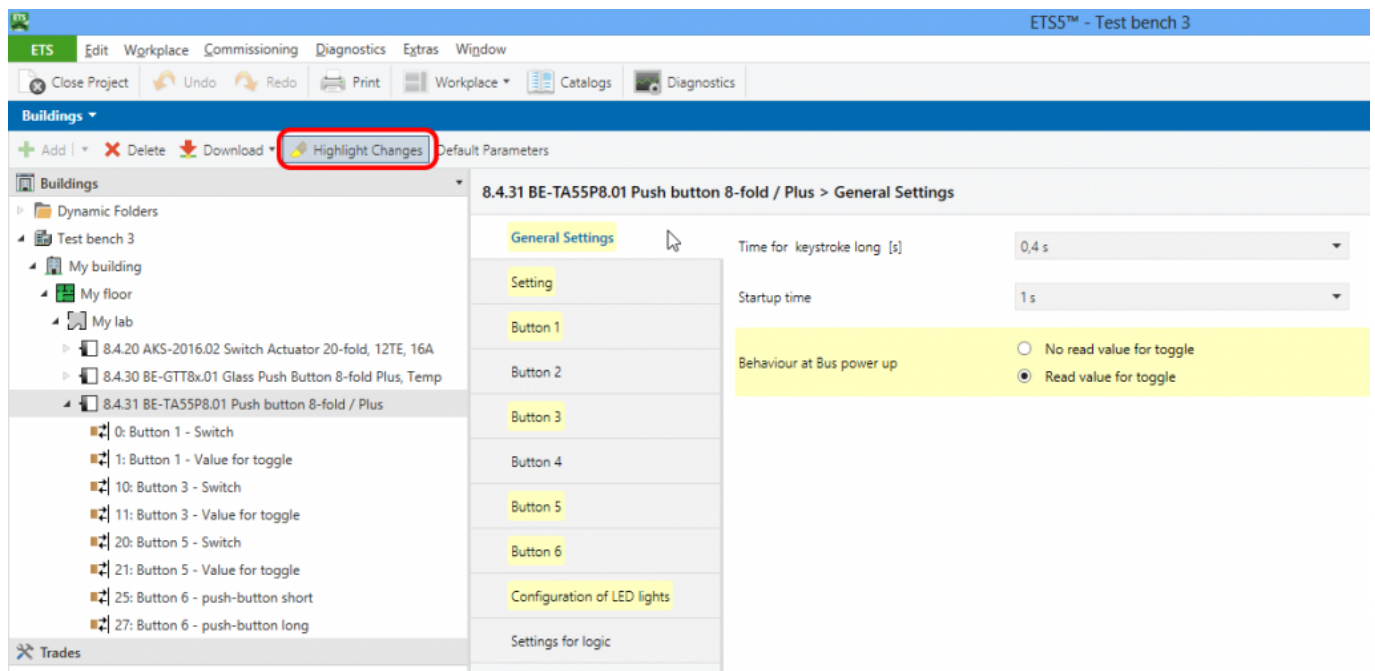 ETS5™ - Test bench 3
ETS Edit Workplace Commissioning Diagnostics Extras Window
Close Project Undo Redo Print Workplace Catalogs Diagnostics
Buildings
Add Delete Download Highlight Changes Default Parameters
Buildings
Dynamic Folders
Test bench 3
My building
My floor
My lab
8.4.20 AKS-2016.02 Switch Actuator 20-fold, 12TE, 16A
8.4.30 BE-GTT8x.01 Glass Push Button 8-fold Plus, Temp
8.4.31 BE-TA55P8.01 Push button 8-fold / Plus
0: Button 1 - Switch
1: Button 1 - Value for toggle
10: Button 3 - Switch
11: Button 3 - Value for toggle
20: Button 5 - Switch
21: Button 5 - Value for toggle
25: Button 6 - push-button short
27: Button 6 - push-button long
Trades
8.4.31 BE-TA55P8.01 Push button 8-fold / Plus > General Settings
General Settings
Setting
Button 1
Button 2
Button 3
Button 4
Button 5
Button 6
Configuration of LED lights
Settings for logic
Time for keystroke long [s] 0,4 s
Startup time 1 s
Behaviour at Bus power up
No read value for toggle
Read value for toggle